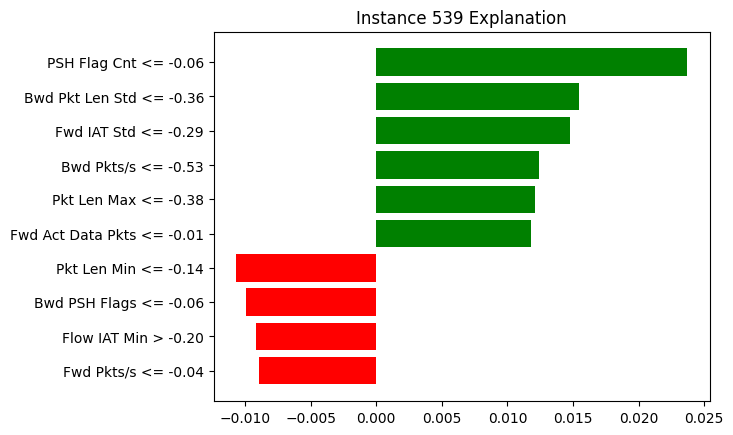 Instance 539 Explanation
PSH Flag Cnt <= -0.06
Bwd Pkt Len Std <= -0.36
Fwd IAT Std <= -0.29
Bwd Pkts/s <= -0.53
Pkt Len Max <= -0.38
Fwd Act Data Pkts <= -0.01
Pkt Len Min <= -0.14
Bwd PSH Flags <= -0.06
Flow IAT Min > -0.20
Fwd Pkts/s <= -0.04
−0.010 −0.005 0.000 0.005 0.010 0.015 0.020 0.025